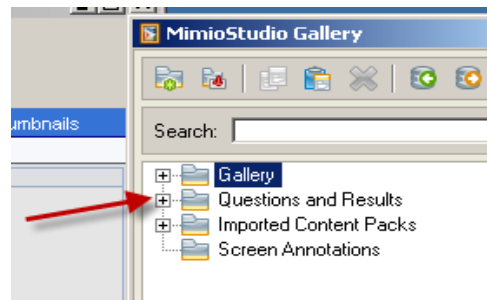 MimioStudio Gallery
umbnails
Search:
Gallery
Questions and Results
Imported Content Packs
Screen Annotations